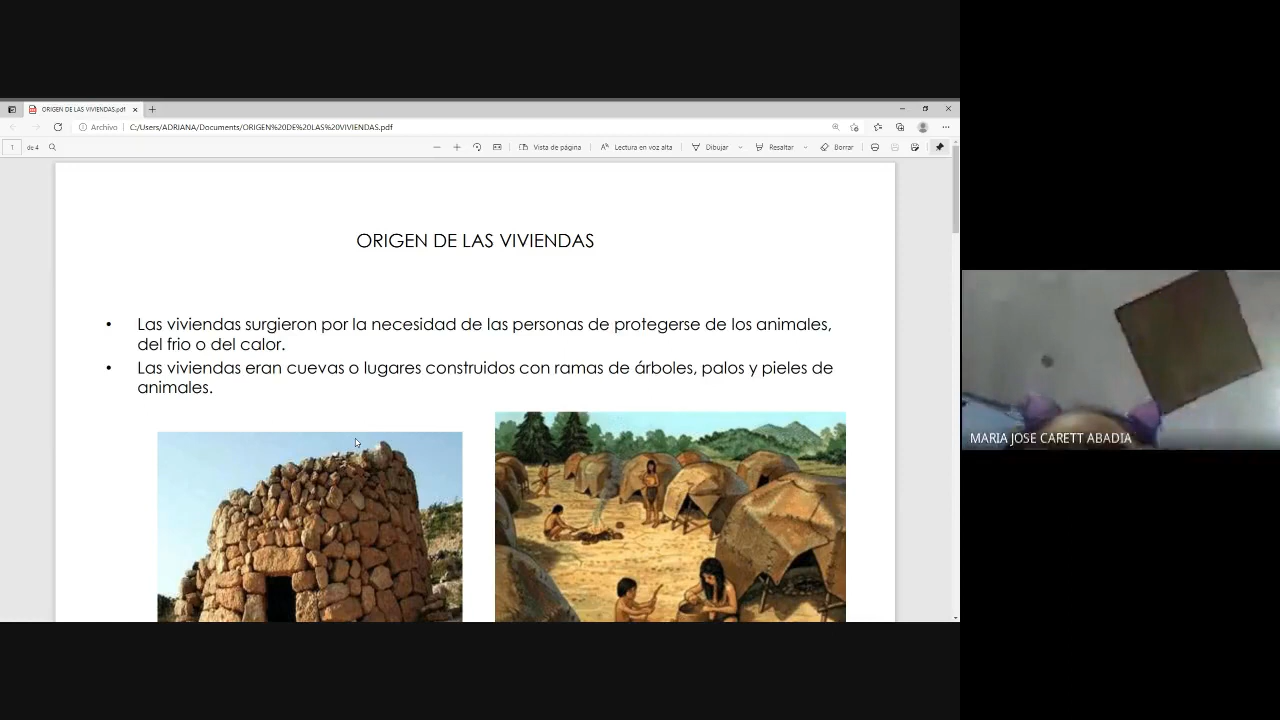 ORIGEN DE LAS VIVIENDAS.pdf
Archivo C:/Users/ADRIANA/Documents/ORIGEN%20DE%20LAS%20VIVIENDAS.pdf
1 de 4 Vista de página Lectura en voz alta Dibujar Resaltar Borrar
ORIGEN DE LAS VIVIENDAS
• Las viviendas surgieron por la necesidad de las personas de protegerse de los animales,
del frio o del calor.
• Las viviendas eran cuevas o lugares construidos con ramas de árboles, palos y pieles de
animales.
MARIA JOSE CARETT ABADIA